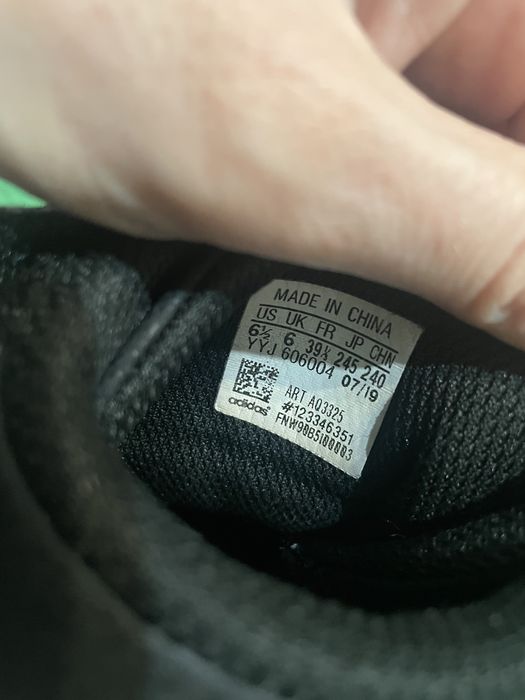 MADE IN CHINA
US UK FR JP CHN
6½ 6 39⅓ 245 240
YYJ 606004 07/19
ART AQ3325
#123346351
adidas